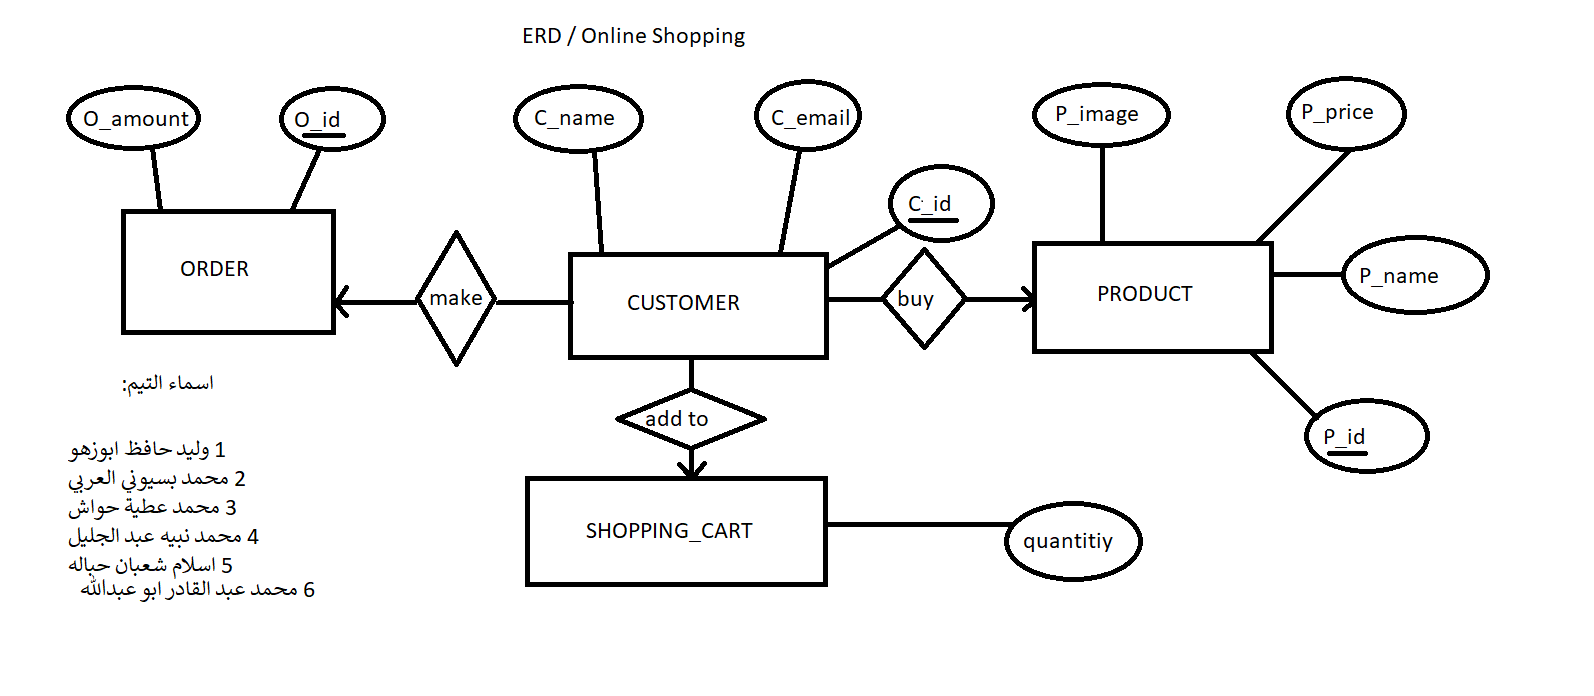 ERD / Online Shopping
O_amount
O_id
C_name
C_email
P_image
P_price
C_id
ORDER
make
CUSTOMER
buy
PRODUCT
P_name
اسماء التيم:
add to
P_id
1 وليد حافظ ابوزهو
2 محمد بسيوني العربي
3 محمد عطية حواش
4 محمد نبيه عبد الجليل
5 اسلام شعبان حباله
6 محمد عبد القادر ابو عبدالله
SHOPPING_CART
quantitiy